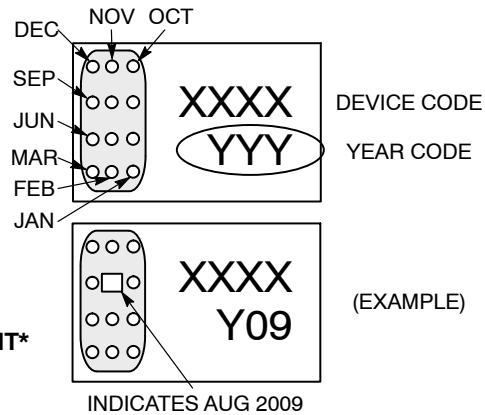 NOV OCT
DEC
SEP
XXXX DEVICE CODE
JUN
YYY YEAR CODE
MAR
FEB
JAN
XXXX
(EXAMPLE)
Y09
IT*
INDICATES AUG 2009